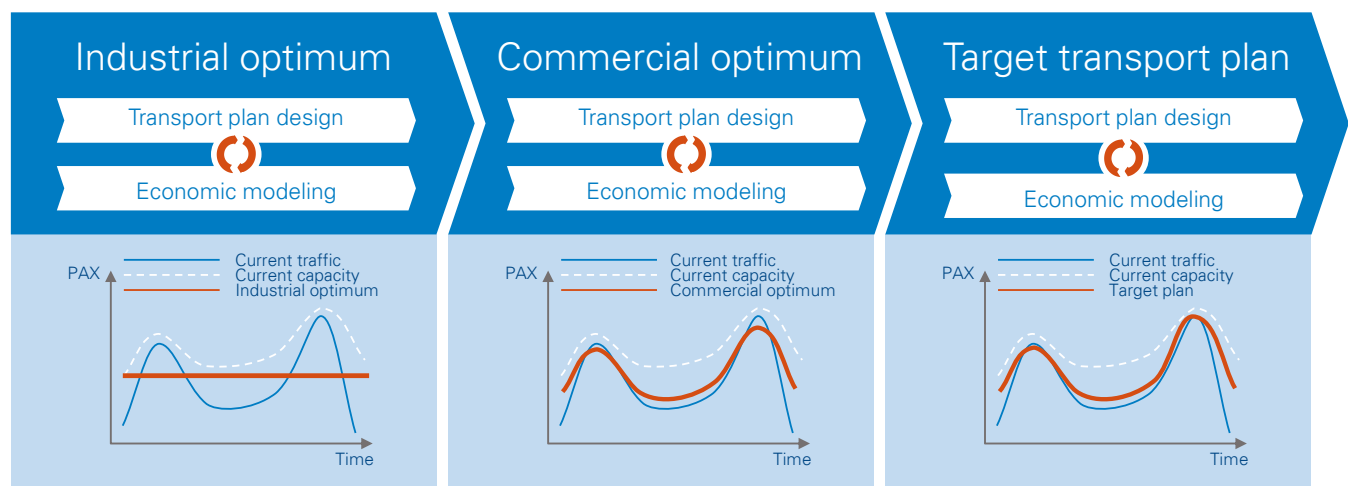 Industrial optimum
Transport plan design
Economic modeling
PAX
Current traffic
Current capacity
Industrial optimum
Time
Commercial optimum
Transport plan design
Economic modeling
PAX
Current traffic
Current capacity
Commercial optimum
Time
Target transport plan
Transport plan design
Economic modeling
PAX
Current traffic
Current capacity
Target plan
Time